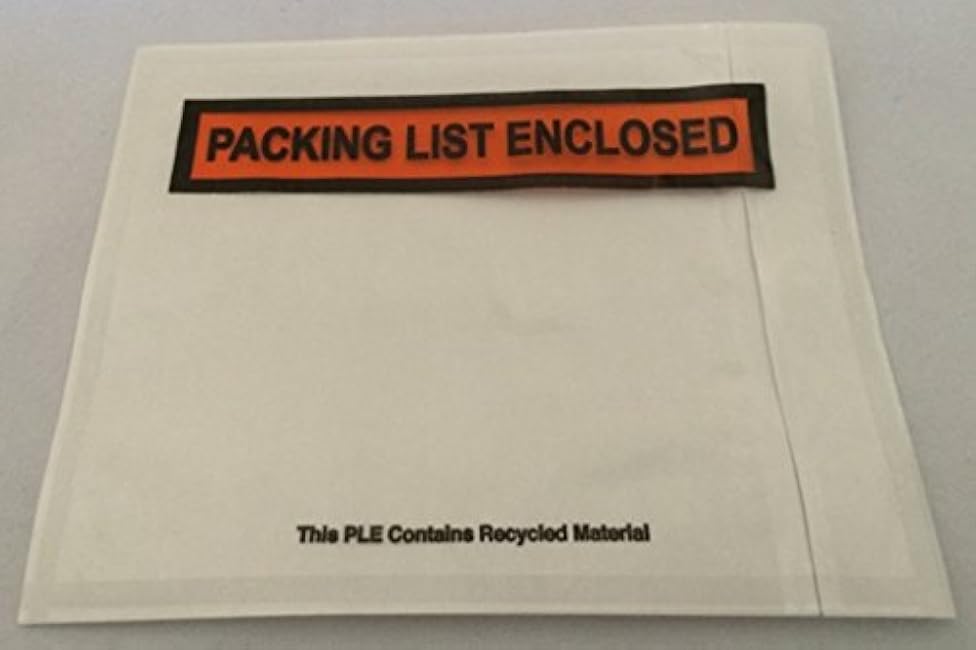 PACKING LIST ENCLOSED
This PLE Contains Recycled Material